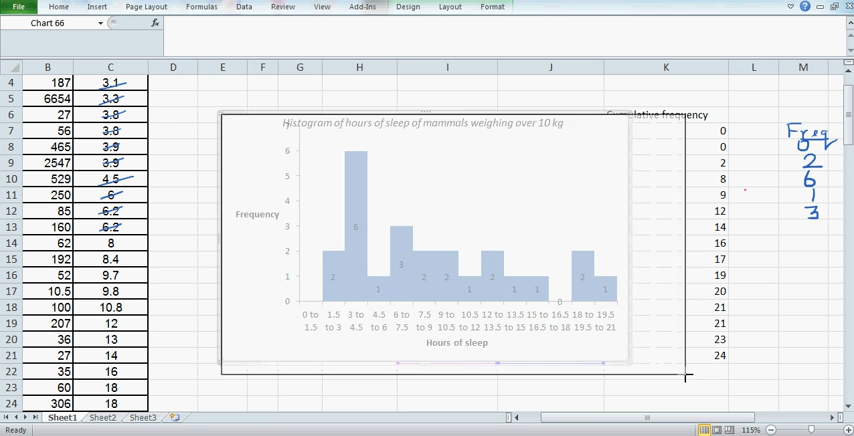 File Home Insert Page Layout Formulas Data Review View Add-Ins Design Layout Format
Chart 66 fx
B C D E F G H I J K L M
4 187 3.1
5 6654 3.3
6 27 3.8 Cumulative frequency
7 56 3.8 0 Freq
8 465 3.9 0 0
9 2547 3.9 2 2
10 529 4.5 8 6
11 250 6 9 1
12 85 6.2 12 3
13 160 6.2 14
14 62 8 16
15 192 8.4 17
16 52 9.7 19
17 10.5 9.8 20
18 100 10.8 21
19 207 12 21
20 36 13 23
21 27 14 24
22 35 16
23 60 18
24 306 18
Histogram of hours of sleep of mammals weighing over 10 kg
Frequency
7
6
5
4
3
2
1
0
2 6 1 3 2 2 1 2 1 1 0 2 1
0 to 1.5 3 to 4.5 6 to 7.5 9 to 10.5 12 to 13.5 15 to 16.5 18 to 19.5
1.5 to 3 4.5 to 6 7.5 to 9 10.5 to 12 13.5 to 15 16.5 to 18 19.5 to 21
Hours of sleep
Sheet1 Sheet2 Sheet3
Ready 115%